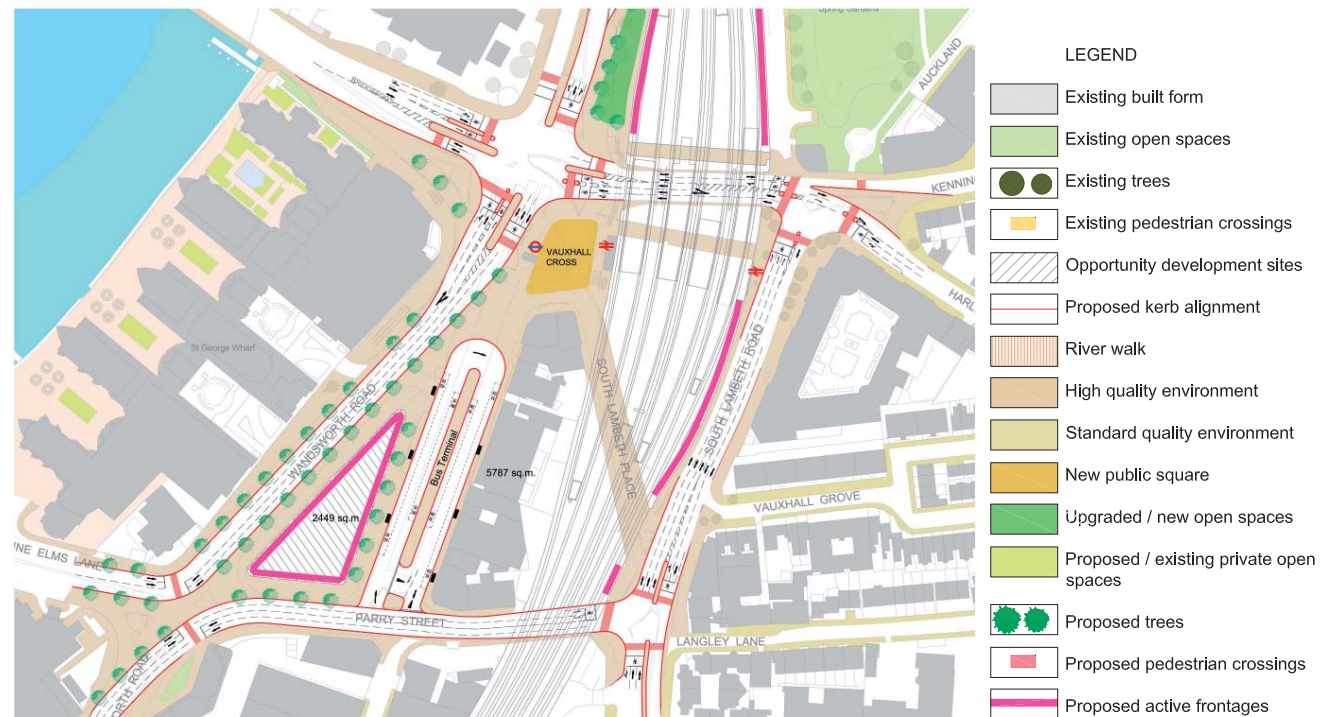 Spring Gardens
AUCKLAND
BRIDGEFOOT
KENNING
VAUXHALL
CROSS
HARL
St George Wharf
WANDSWORTH ROAD
Bus Terminal
5787 sq.m.
SOUTH LAMBETH PLACE
SOUTH LAMBETH ROAD
VAUXHALL GROVE
2449 sq.m.
INE ELMS LANE
PARRY STREET
LANGLEY LANE
ORTH ROAD
LEGEND
Existing built form
Existing open spaces
Existing trees
Existing pedestrian crossings
Opportunity development sites
Proposed kerb alignment
River walk
High quality environment
Standard quality environment
New public square
Upgraded / new open spaces
Proposed / existing private open
spaces
Proposed trees
Proposed pedestrian crossings
Proposed active frontages